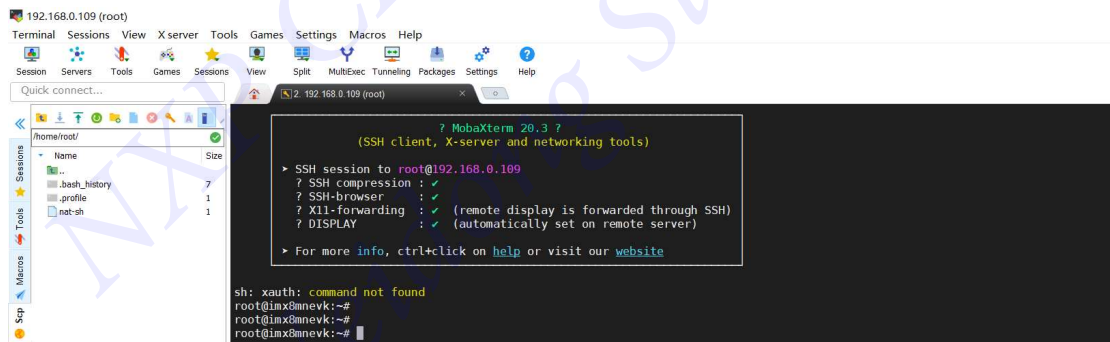 192.168.0.109 (root)
Terminal Sessions View X server Tools Games Settings Macros Help
Session Servers Tools Games Sessions View Split MultiExec Tunneling Packages Settings Help
Quick connect...
2. 192.168.0.109 (root)
/home/root/
Name Size
..
.bash_history 7
.profile 1
nat-sh 1
Sessions
Tools
Macros
Scp
? MobaXterm 20.3 ?
(SSH client, X-server and networking tools)
➤ SSH session to root@192.168.0.109
? SSH compression : ✔
? SSH-browser : ✔
? X11-forwarding : ✔ (remote display is forwarded through SSH)
? DISPLAY : ✔ (automatically set on remote server)
➤ For more info, ctrl+click on help or visit our website
sh: xauth: command not found
root@imx8mnevk:~#
root@imx8mnevk:~#
root@imx8mnevk:~#
NXP